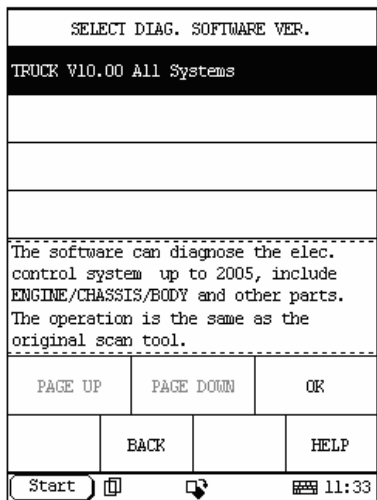 SELECT DIAG. SOFTWARE VER.
TRUCK V10.00 All Systems
The software can diagnose the elec.
control system up to 2005, include
ENGINE/CHASSIS/BODY and other parts.
The operation is the same as the
original scan tool.
PAGE UP PAGE DOWN OK
BACK HELP
Start 11:33